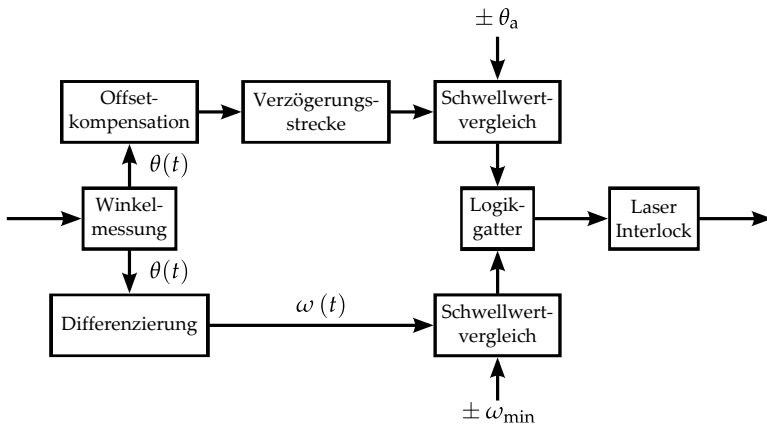 ± θa
Offset-
kompensation
Verzögerungs-
strecke
Schwellwert-
vergleich
θ(t)
Winkel-
messung
Logik-
gatter
Laser
Interlock
θ(t)
Differenzierung
ω (t)
Schwellwert-
vergleich
± ωmin